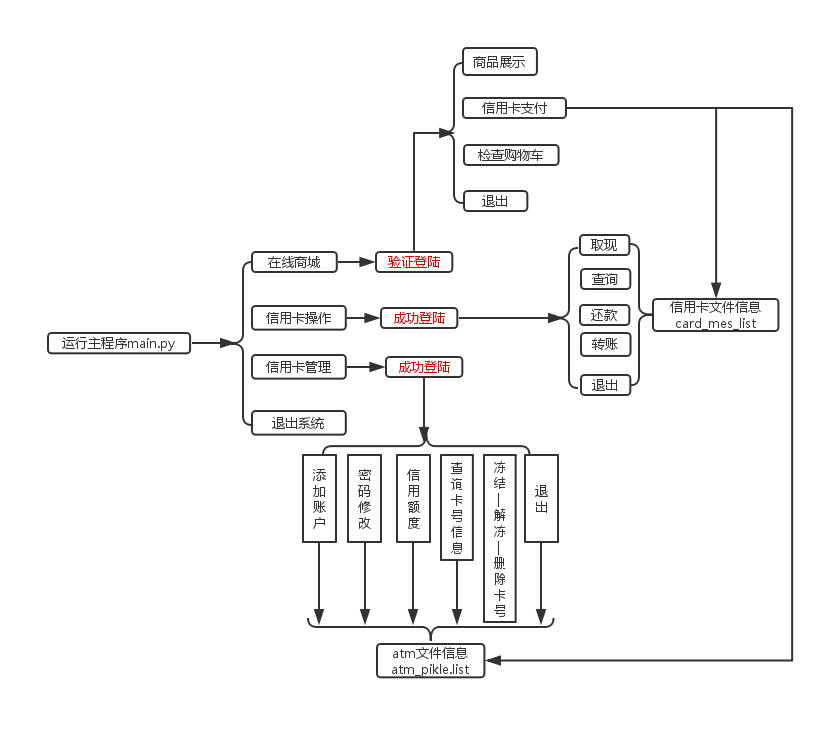 商品展示
信用卡支付
检查购物车
退出
在线商城
验证登陆
取现
查询
还款
转账
退出
信用卡文件信息
card_mes_list
信用卡操作
成功登陆
运行主程序main.py
信用卡管理
成功登陆
退出系统
添加账户
密码修改
信用额度
查询卡号信息
冻结—解冻—删除卡号
退出
atm文件信息
atm_pikle.list